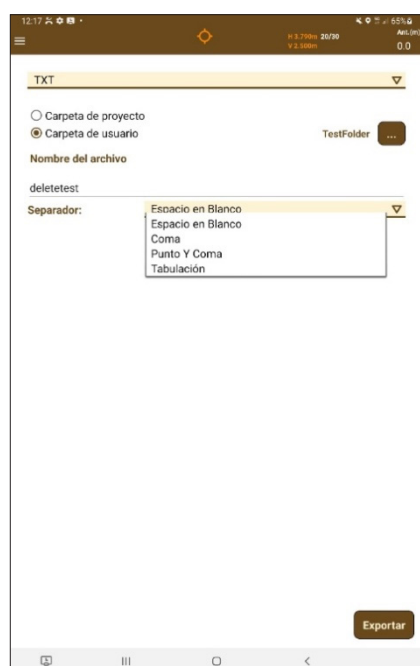 12:17
65%
H 3.790m 20/30
V 2.500m
Ant.(m)
0.0
TXT
Carpeta de proyecto
Carpeta de usuario
TestFolder
...
Nombre del archivo
deletetest
Separador:
Espacio en Blanco
Espacio en Blanco
Coma
Punto Y Coma
Tabulación
Exportar